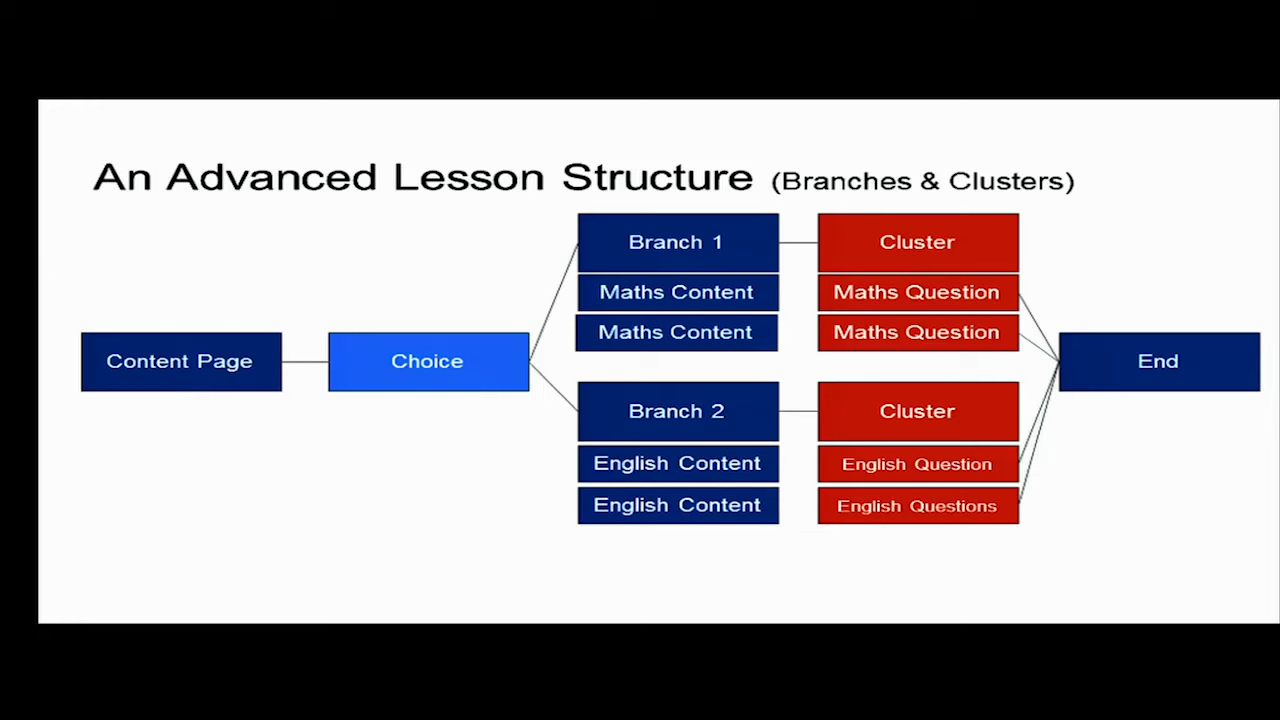 An Advanced Lesson Structure (Branches & Clusters)
Content Page
Choice
Branch 1
Maths Content
Maths Content
Cluster
Maths Question
Maths Question
Branch 2
English Content
English Content
Cluster
English Question
English Questions
End